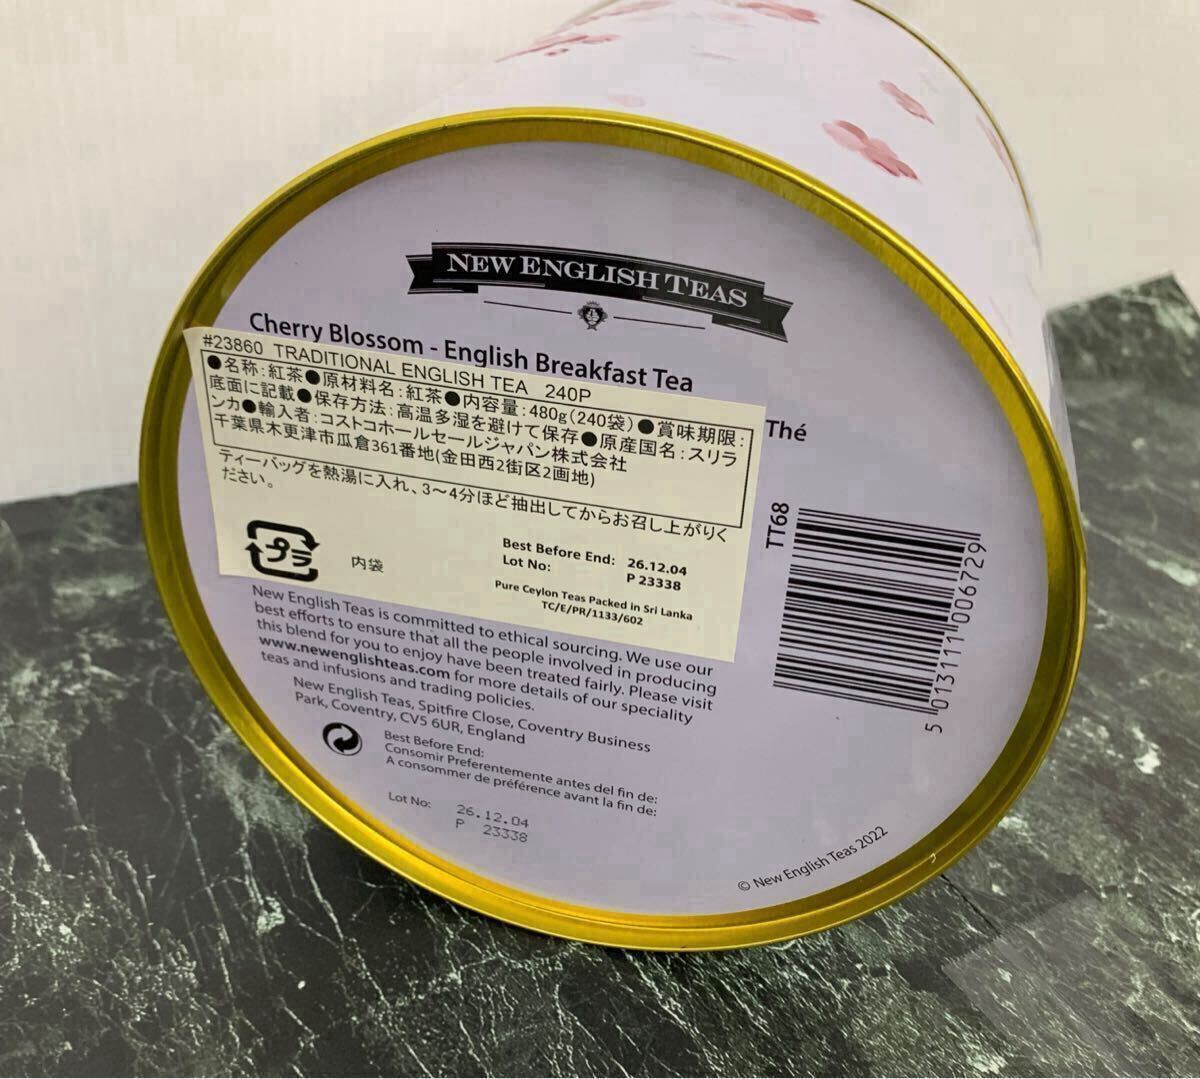 NEW ENGLISH TEAS
Cherry Blossom - English Breakfast Tea
Thé
#23860 TRADITIONAL ENGLISH TEA 240P
●名称:紅茶●原材料名:紅茶●内容量:480g(240袋)●賞味期限:
底面に記載●保存方法:高温多湿を避けて保存●原産国名:スリラ
ンカ●輸入者:コストコホールセールジャパン株式会社
千葉県木更津市瓜倉361番地(金田西2街区2画地)
ティーバッグを熱湯に入れ、3~4分ほど抽出してからお召し上がりく
ださい。
プラ
内袋
Best Before End: 26.12.04
Lot No: P 23338
Pure Ceylon Teas Packed in Sri Lanka
TC/E/PR/1133/602
TT68
5 013111 006729
New English Teas is committed to ethical sourcing. We use our
best efforts to ensure that all the people involved in producing
this blend for you to enjoy have been treated fairly. Please visit
www.newenglishteas.com for more details of our speciality
teas and infusions and trading policies.
New English Teas, Spitfire Close, Coventry Business
Park, Coventry, CV5 6UR, England
Best Before End:
Consomir Preferentemente antes del fin de:
A consommer de préférence avant la fin de:
Lot No: 26.12.04
P 23338
© New English Teas 2022